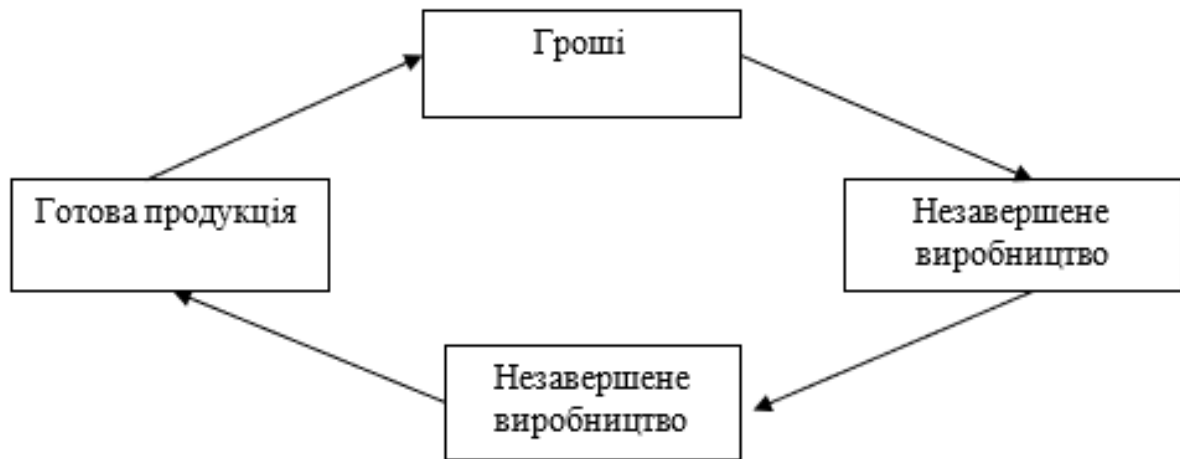 Гроші
Готова продукція
Незавершене
виробництво
Незавершене
виробництво